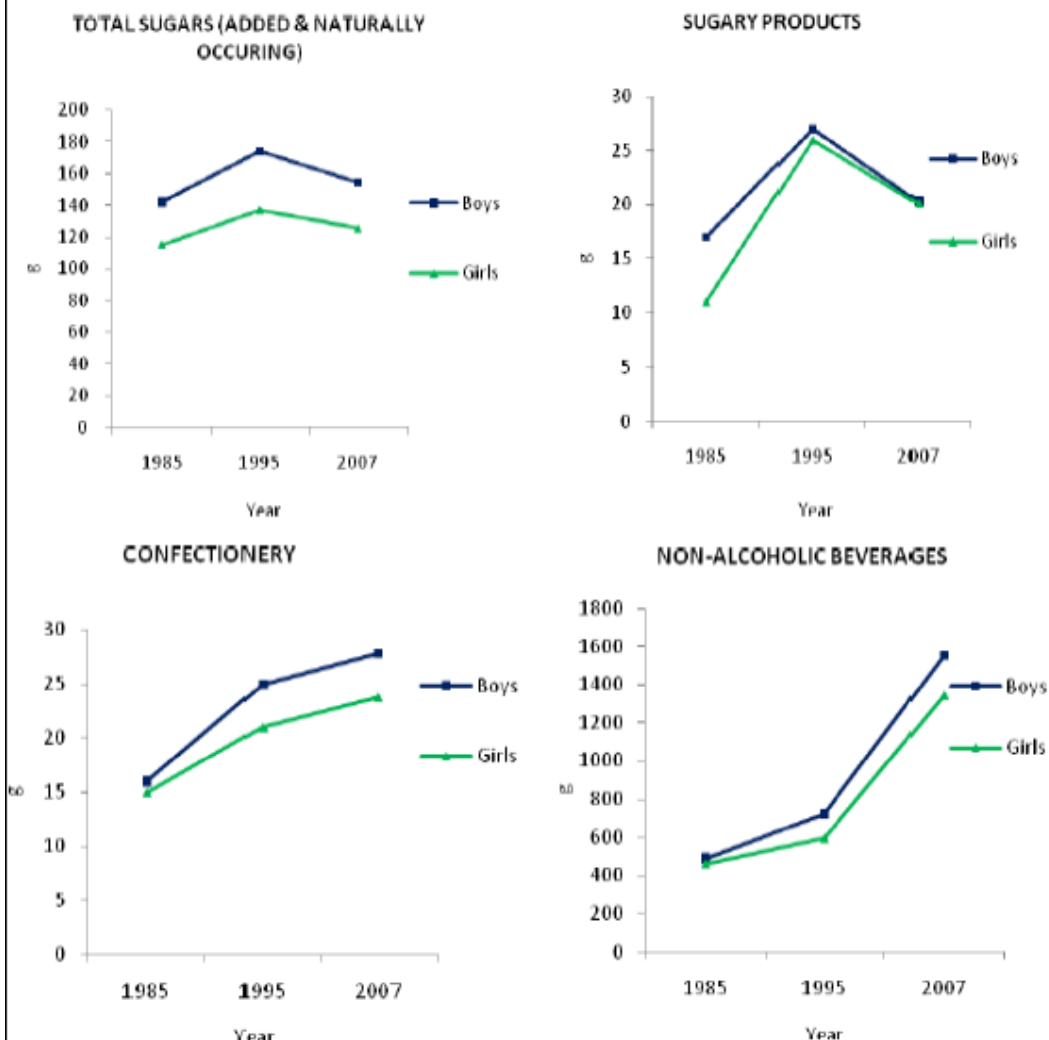 TOTAL SUGARS (ADDED & NATURALLY
OCCURING)
200
180
160
140
120
100
80
60
40
20
0
g
Boys
Girls
1985 1995 2007
Year
SUGARY PRODUCTS
30
25
20
15
10
5
0
g
Boys
Girls
1985 1995 2007
Year
CONFECTIONERY
30
25
20
15
10
5
0
g
Boys
Girls
1985 1995 2007
Year
NON-ALCOHOLIC BEVERAGES
1800
1600
1400
1200
1000
800
600
400
200
0
g
Boys
Girls
1985 1995 2007
Year